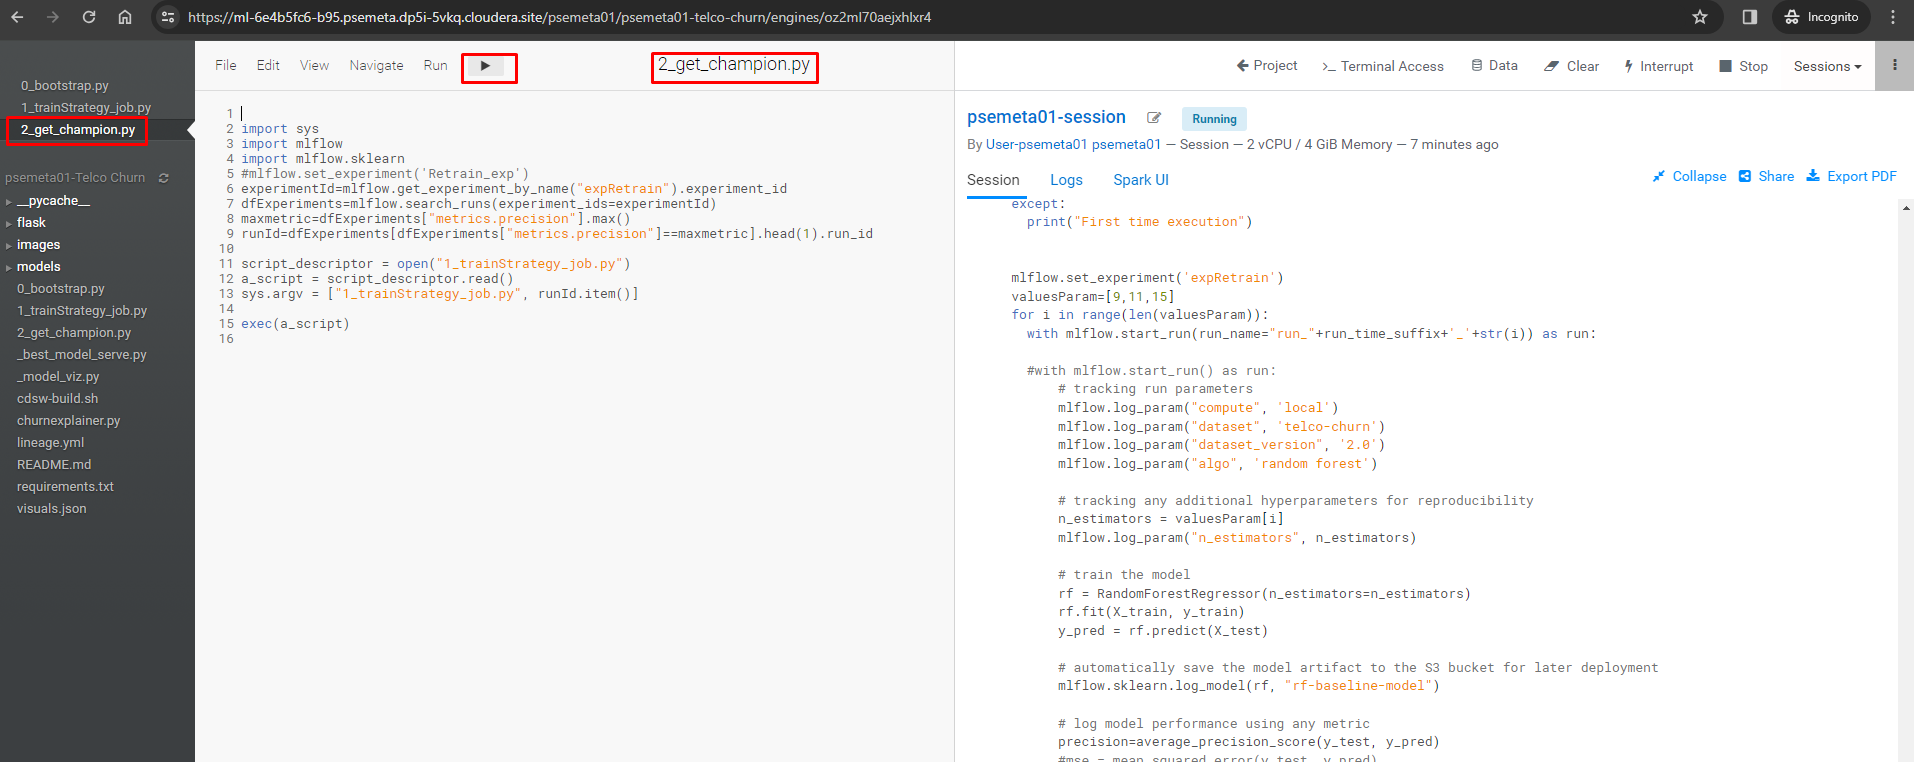 https://ml-6e4b5fc6-b95.psemeta.dp5i-5vkq.cloudera.site/psemeta01/psemeta01-telco-churn/engines/oz2ml70aejxhlxr4
Incognito
0_bootstrap.py
1_trainStrategy_job.py
2_get_champion.py
psemeta01-Telco Churn
__pycache__
flask
images
models
0_bootstrap.py
1_trainStrategy_job.py
2_get_champion.py
_best_model_serve.py
_model_viz.py
cdsw-build.sh
churnexplainer.py
lineage.yml
README.md
requirements.txt
visuals.json
File Edit View Navigate Run 2_get_champion.py
1
2 import sys
3 import mlflow
4 import mlflow.sklearn
5 #mlflow.set_experiment('Retrain_exp')
6 experimentId=mlflow.get_experiment_by_name("expRetrain").experiment_id
7 dfExperiments=mlflow.search_runs(experiment_ids=experimentId)
8 maxmetric=dfExperiments["metrics.precision"].max()
9 runId=dfExperiments[dfExperiments["metrics.precision"]==maxmetric].head(1).run_id
10
11 script_descriptor = open("1_trainStrategy_job.py")
12 a_script = script_descriptor.read()
13 sys.argv = ["1_trainStrategy_job.py", runId.item()]
14
15 exec(a_script)
16
Project Terminal Access Data Clear Interrupt Stop Sessions
psemeta01-session Running
By User-psemeta01 psemeta01 — Session — 2 vCPU / 4 GiB Memory — 7 minutes ago
Session Logs Spark UI Collapse Share Export PDF
except:
print("First time execution")
mlflow.set_experiment('expRetrain')
valuesParam=[9,11,15]
for i in range(len(valuesParam)):
with mlflow.start_run(run_name="run_"+run_time_suffix+'_'+str(i)) as run:
#with mlflow.start_run() as run:
# tracking run parameters
mlflow.log_param("compute", 'local')
mlflow.log_param("dataset", 'telco-churn')
mlflow.log_param("dataset_version", '2.0')
mlflow.log_param("algo", 'random forest')
# tracking any additional hyperparameters for reproducibility
n_estimators = valuesParam[i]
mlflow.log_param("n_estimators", n_estimators)
# train the model
rf = RandomForestRegressor(n_estimators=n_estimators)
rf.fit(X_train, y_train)
y_pred = rf.predict(X_test)
# automatically save the model artifact to the S3 bucket for later deployment
mlflow.sklearn.log_model(rf, "rf-baseline-model")
# log model performance using any metric
precision=average_precision_score(y_test, y_pred)
#mse = mean_squared_error(y_test, y_pred)